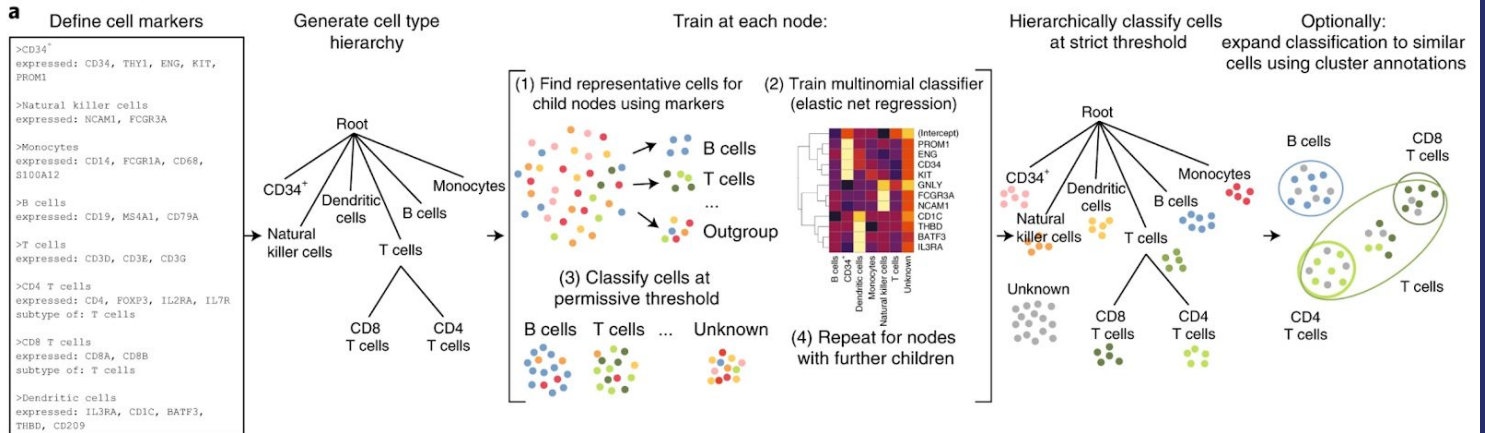 a
Define cell markers
>CD34+
expressed: CD34, THY1, ENG, KIT,
PROM1
>Natural killer cells
expressed: NCAM1, FCGR3A
>Monocytes
expressed: CD14, FCGR1A, CD68,
S100A12
>B cells
expressed: CD19, MS4A1, CD79A
>T cells
expressed: CD3D, CD3E, CD3G
>CD4 T cells
expressed: CD4, FOXP3, IL2RA, IL7R
subtype of: T cells
>CD8 T cells
expressed: CD8A, CD8B
subtype of: T cells
>Dendritic cells
expressed: IL3RA, CD1C, BATF3,
THBD, CD209
Generate cell type
hierarchy
Root
CD34+
Natural
killer cells
Dendritic
cells
T cells
B cells
Monocytes
CD8
T cells
CD4
T cells
Train at each node:
(1) Find representative cells for
child nodes using markers
B cells
T cells
...
Outgroup
(2) Train multinomial classifier
(elastic net regression)
(Intercept)
PROM1
ENG
CD34
KIT
GNLY
FCGR3A
NCAM1
CD1C
THBD
BATF3
IL3RA
B cells
CD34+
Dendritic cells
Monocytes
Natural killer cells
T cells
Unknown
(3) Classify cells at
permissive threshold
B cells
T cells
...
Unknown
(4) Repeat for nodes
with further children
Hierarchically classify cells
at strict threshold
Root
CD34+
Natural
killer cells
Dendritic
cells
T cells
B cells
Monocytes
Unknown
CD8
T cells
CD4
T cells
Optionally:
expand classification to similar
cells using cluster annotations
B cells
CD8
T cells
T cells
CD4
T cells